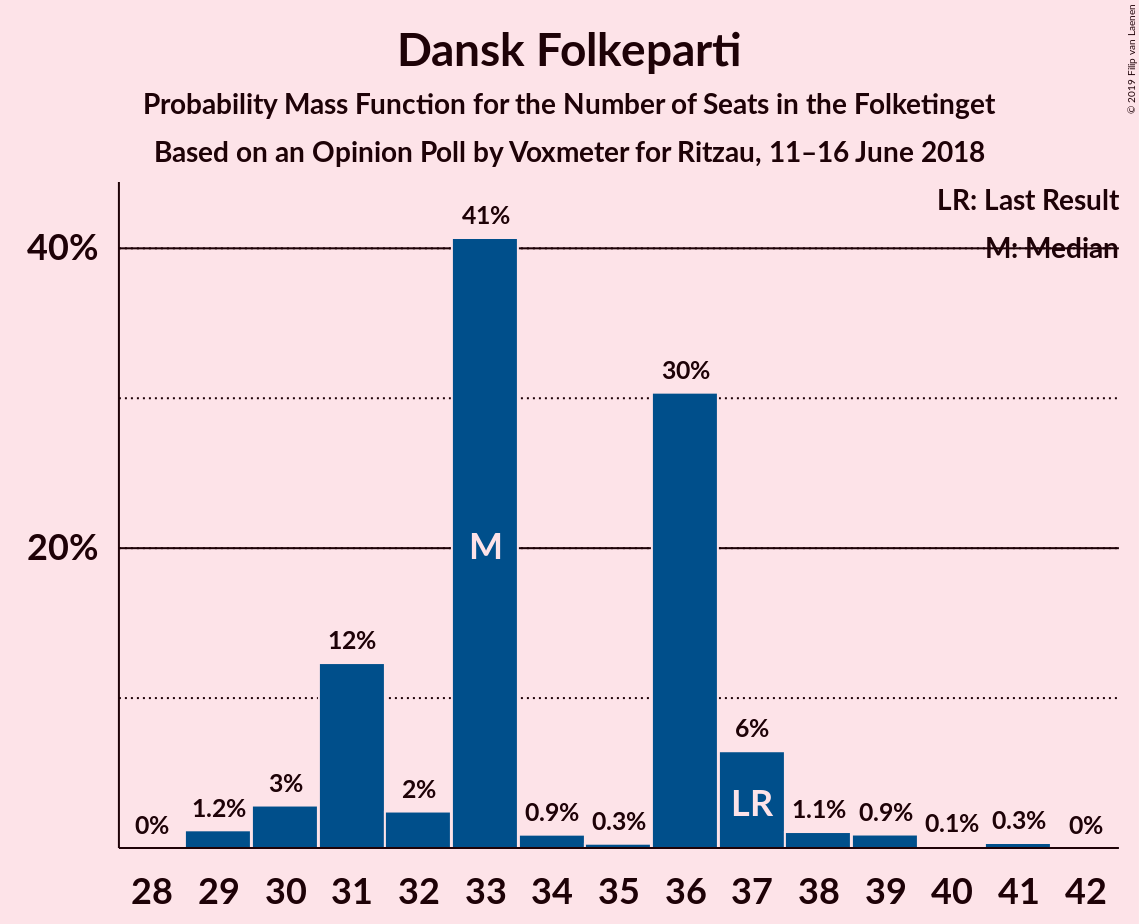 Dansk Folkeparti
Probability Mass Function for the Number of Seats in the Folketinget
Based on an Opinion Poll by Voxmeter for Ritzau, 11–16 June 2018
© 2019 Filip van Laenen
LR: Last Result
M: Median
40%
20%
0%
1.2%
3%
12%
2%
41%
0.9%
0.3%
30%
6%
1.1%
0.9%
0.1%
0.3%
0%
M
LR
28 29 30 31 32 33 34 35 36 37 38 39 40 41 42